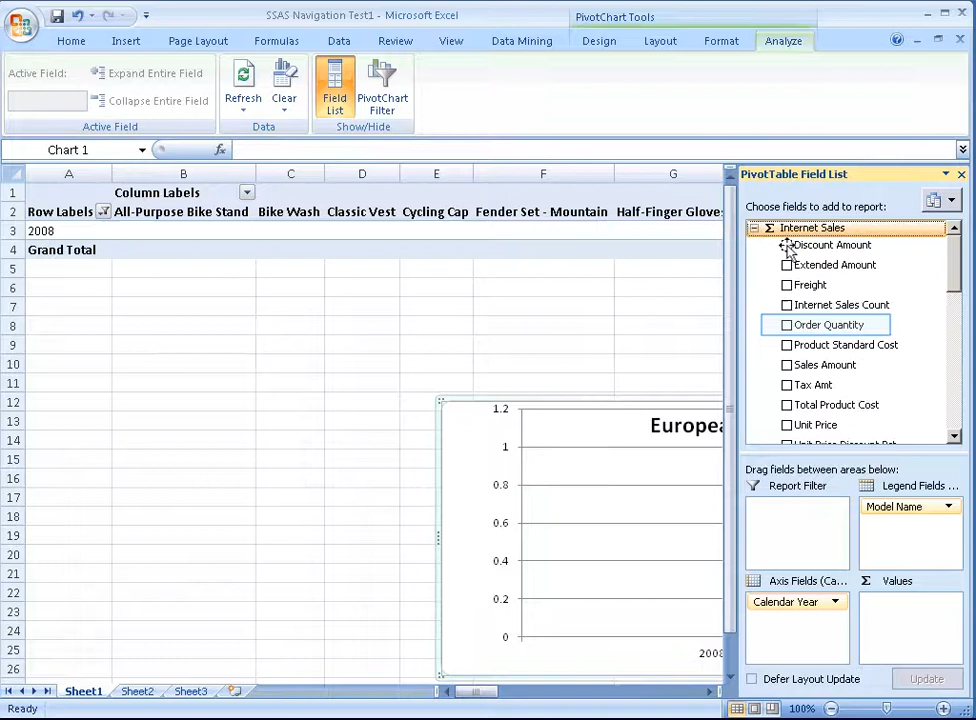 SSAS Navigation Test1 - Microsoft Excel
PivotChart Tools
Home Insert Page Layout Formulas Data Review View Data Mining Design Layout Format Analyze
Active Field:
Expand Entire Field
Collapse Entire Field
Active Field
Refresh
Clear
Data
Field List
PivotChart Filter
Show/Hide
Chart 1
fx
A B C D E F G
1 Column Labels
2 Row Labels All-Purpose Bike Stand Bike Wash Classic Vest Cycling Cap Fender Set - Mountain Half-Finger Gloves
3 2008
4 Grand Total
5
6
7
8
9
10
11
12
13
14
15
16
17
18
19
20
21
22
23
24
25
26
Europea
1.2
1
0.8
0.6
0.4
0.2
0
2008
PivotTable Field List
Choose fields to add to report:
Σ Internet Sales
Discount Amount
Extended Amount
Freight
Internet Sales Count
Order Quantity
Product Standard Cost
Sales Amount
Tax Amt
Total Product Cost
Unit Price
Unit Price Discount Pct
Drag fields between areas below:
Report Filter
Legend Fields ...
Model Name
Axis Fields (Ca...
Σ Values
Calendar Year
Defer Layout Update
Update
Sheet1 Sheet2 Sheet3
Ready
100%